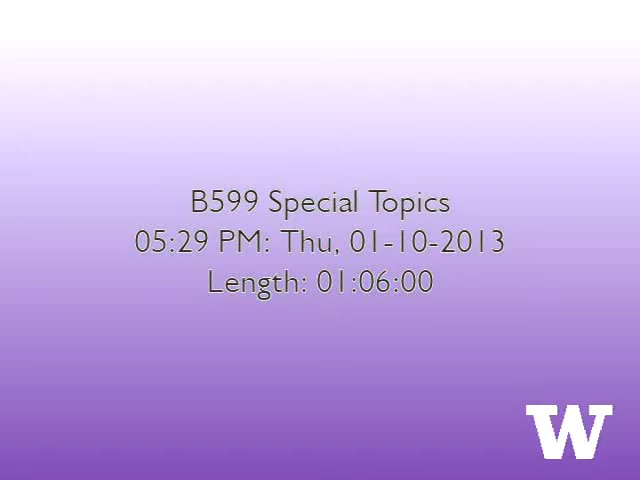 B599 Special Topics
05:29 PM: Thu, 01-10-2013
Length: 01:06:00
W